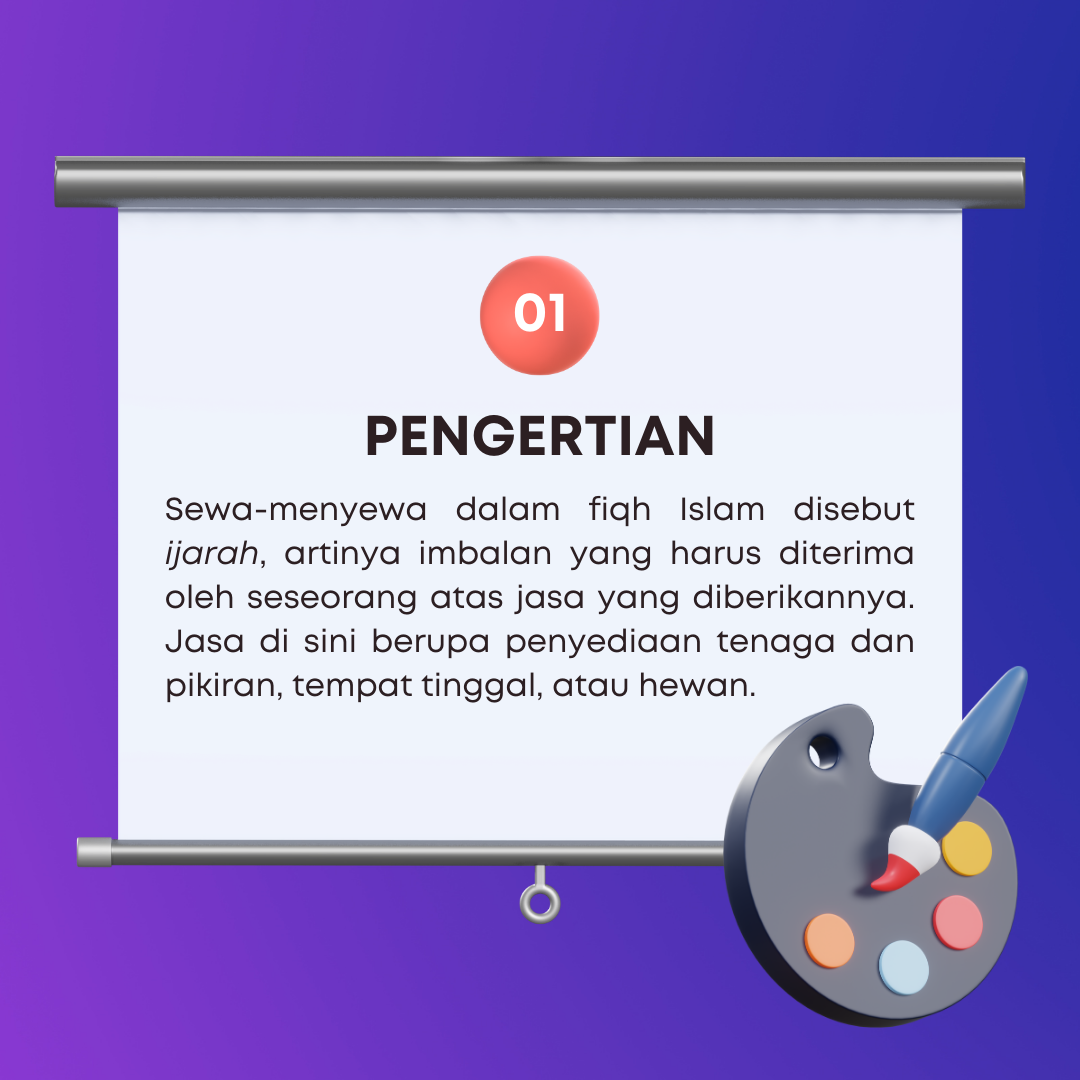 01
PENGERTIAN
Sewa-menyewa dalam fiqh Islam disebut
ijarah, artinya imbalan yang harus diterima
oleh seseorang atas jasa yang diberikannya.
Jasa di sini berupa penyediaan tenaga dan
pikiran, tempat tinggal, atau hewan.